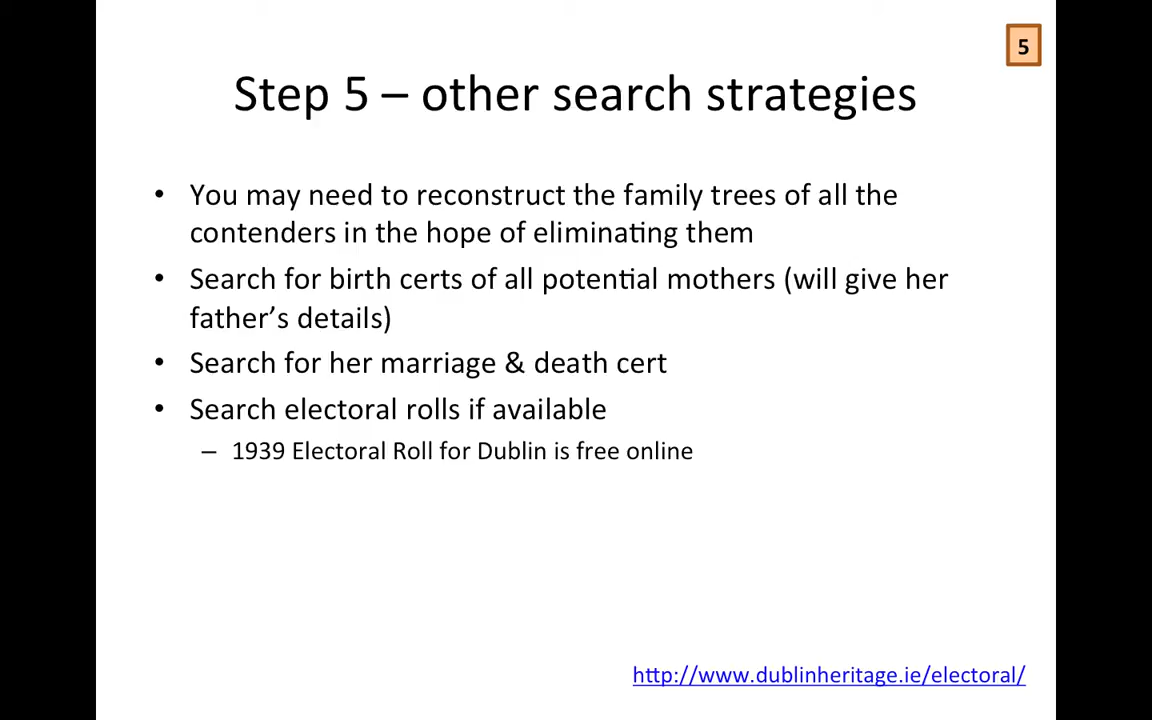 5
Step 5 – other search strategies
• You may need to reconstruct the family trees of all the
contenders in the hope of eliminating them
• Search for birth certs of all potential mothers (will give her
father’s details)
• Search for her marriage & death cert
• Search electoral rolls if available
– 1939 Electoral Roll for Dublin is free online
http://www.dublinheritage.ie/electoral/